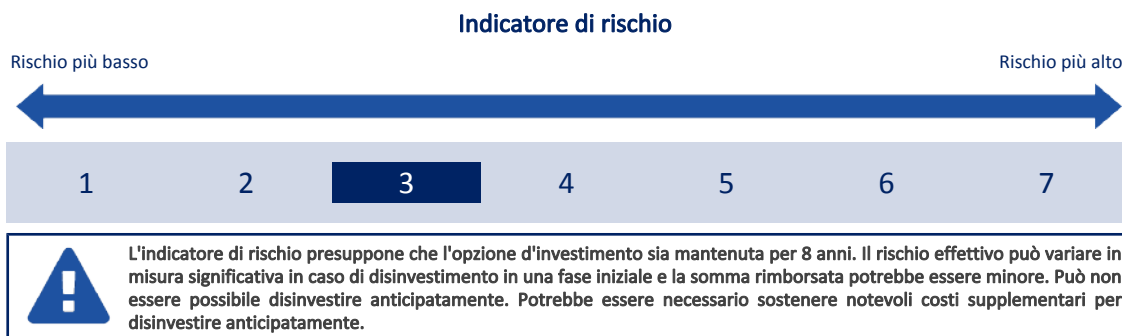 Indicatore di rischio
Rischio più basso
Rischio più alto
1 2 3 4 5 6 7
L'indicatore di rischio presuppone che l'opzione d'investimento sia mantenuta per 8 anni. Il rischio effettivo può variare in
misura significativa in caso di disinvestimento in una fase iniziale e la somma rimborsata potrebbe essere minore. Può non
essere possibile disinvestire anticipatamente. Potrebbe essere necessario sostenere notevoli costi supplementari per
disinvestire anticipatamente.